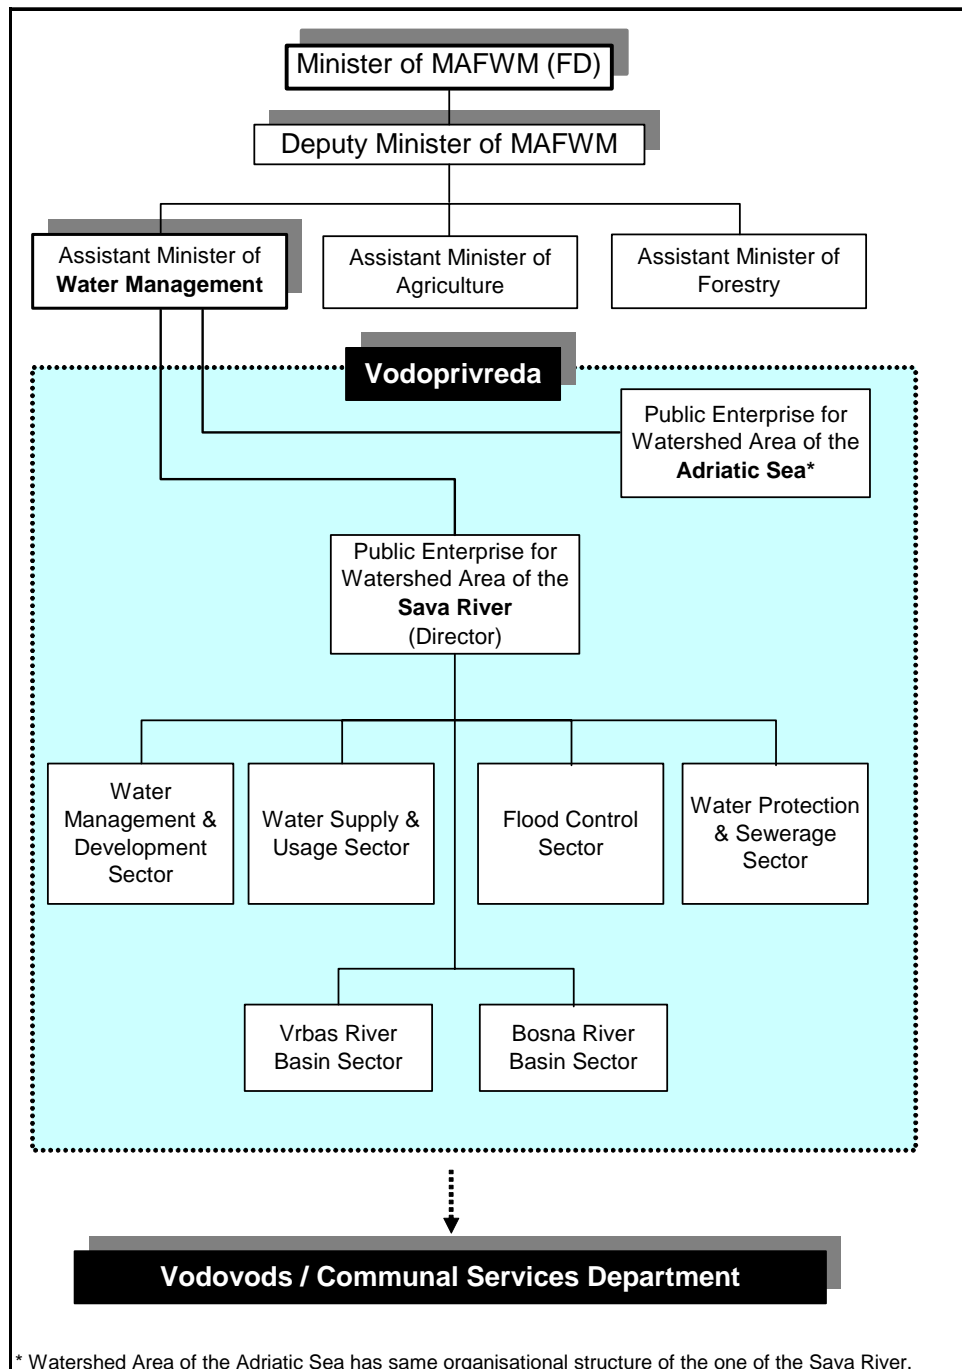 Minister of MAFWM (FD)
Deputy Minister of MAFWM
Assistant Minister of
Water Management
Assistant Minister of
Agriculture
Assistant Minister of
Forestry
Vodoprivreda
Public Enterprise for
Watershed Area of the
Adriatic Sea*
Public Enterprise for
Watershed Area of the
Sava River
(Director)
Water
Management &
Development
Sector
Water Supply &
Usage Sector
Flood Control
Sector
Water Protection
& Sewerage
Sector
Vrbas River
Basin Sector
Bosna River
Basin Sector
Vodovods / Communal Services Department
* Watershed Area of the Adriatic Sea has same organisational structure of the one of the Sava River.